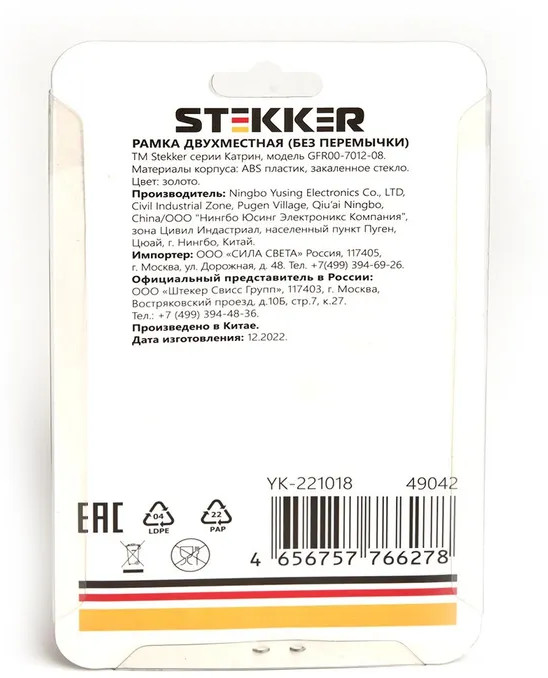 STEKKER
РАМКА ДВУХМЕСТНАЯ (БЕЗ ПЕРЕМЫЧКИ)
TM Stekker серии Катрин, модель GFR00-7012-08.
Материалы корпуса: ABS пластик, закаленное стекло.
Цвет: золото.
Производитель: Ningbo Yusing Electronics Co., LTD,
Civil Industrial Zone, Pugen Village, Qiu'ai Ningbo,
China/ООО "Нингбо Юсинг Электроникс Компания",
зона Цивил Индастриал, населенный пункт Пуген,
Цюай, г. Нингбо, Китай.
Импортер: ООО «СИЛА СВЕТА» Россия, 117405,
г. Москва, ул. Дорожная, д. 48. Тел. +7(499) 394-69-26.
Официальный представитель в России:
ООО «Штекер Свисс Групп», 117403, г. Москва,
Востряковский проезд, д.10Б, стр.7, к.27.
Тел.: +7 (499) 394-48-36.
Произведено в Китае.
Дата изготовления: 12.2022.
YK-221018 49042
EAC 04 22
LDPE PAP
4 656757 766278